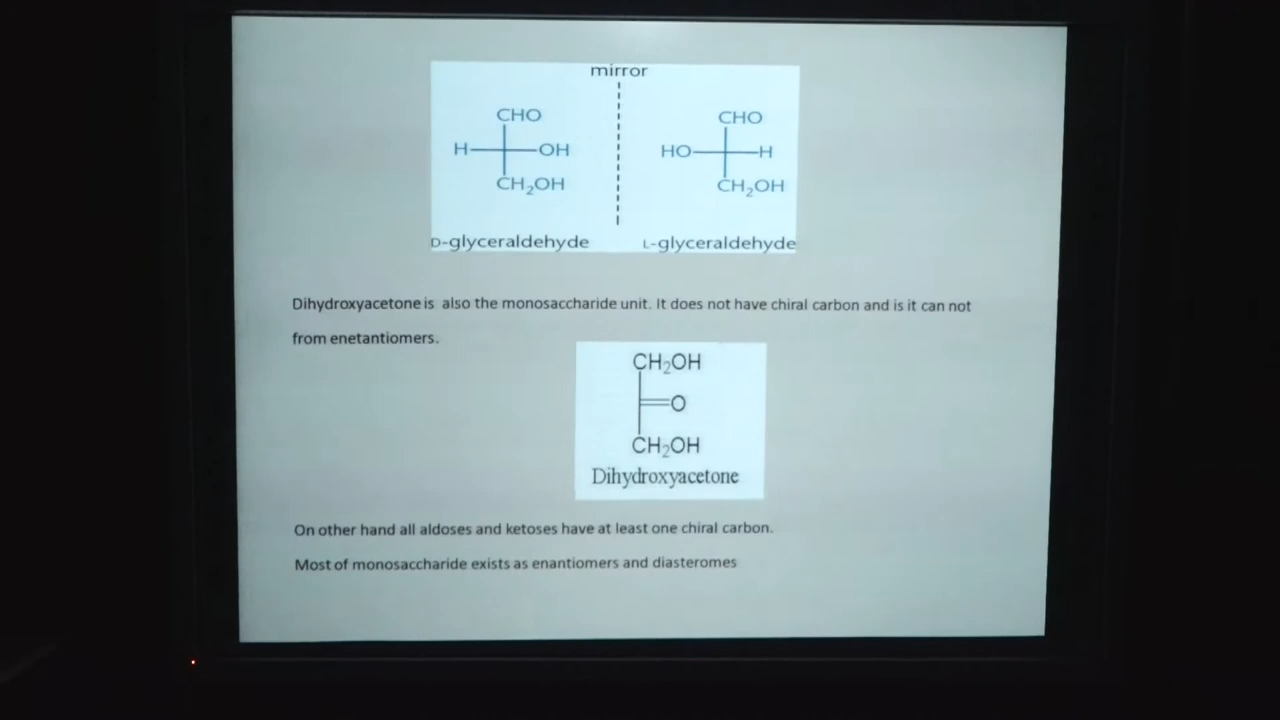 mirror
CHO CHO
H OH HO H
CH₂OH CH₂OH
D-glyceraldehyde L-glyceraldehyde
Dihydroxyacetone is also the monosaccharide unit. It does not have chiral carbon and is it can not
from enetantiomers.
CH₂OH
O
CH₂OH
Dihydroxyacetone
On other hand all aldoses and ketoses have at least one chiral carbon.
Most of monosaccharide exists as enantiomers and diasteromes